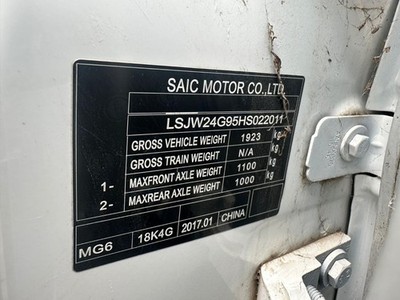 SAIC MOTOR CO.,LTD.
LSJW24G95HS022011
GROSS VEHICLE WEIGHT 1923 kg
GROSS TRAIN WEIGHT N/A kg
1- MAXFRONT AXLE WEIGHT 1100 kg
2- MAXREAR AXLE WEIGHT 1000 kg
MG6 18K4G 2017.01 CHINA